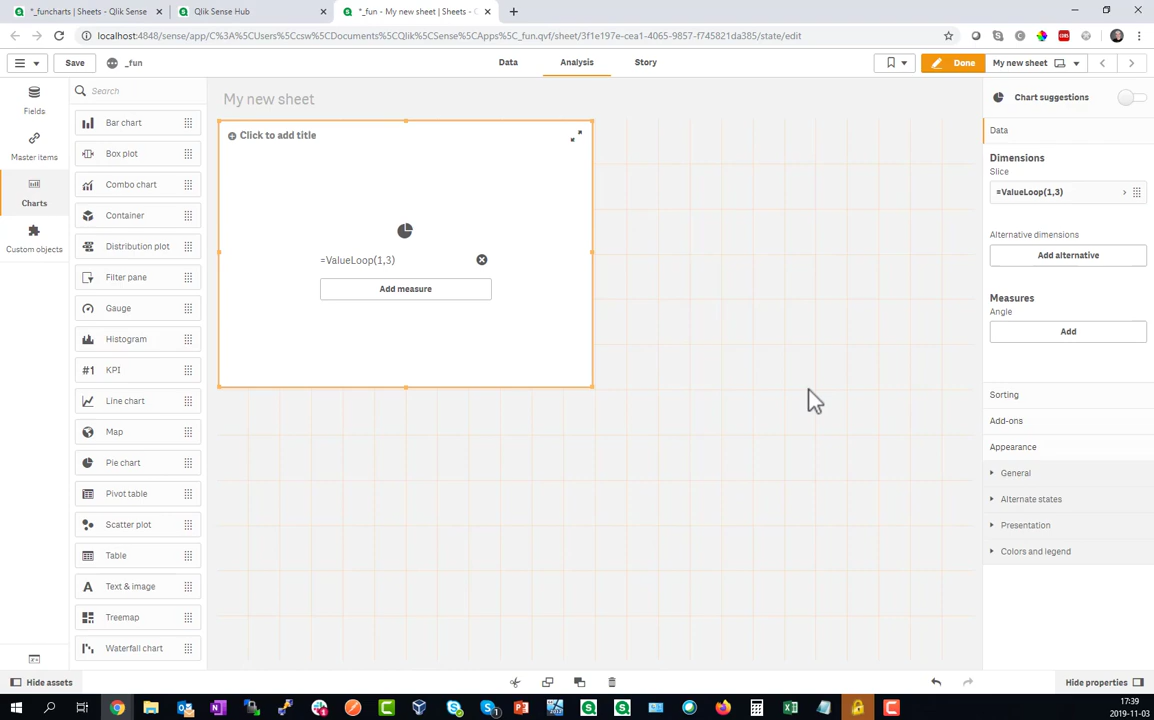 *_funcharts | Sheets - Qlik Sense
Qlik Sense Hub
*_fun - My new sheet | Sheets -
localhost:4848/sense/app/C%3A%5CUsers%5Ccsw%5CDocuments%5CQlik%5CSense%5CApps%5C_fun.qvf/sheet/3f1e197e-cea1-4065-9857-f745821da385/state/edit
Save
_fun
Data
Analysis
Story
Done
My new sheet
Fields
Master items
Charts
Custom objects
Search
Bar chart
Box plot
Combo chart
Container
Distribution plot
Filter pane
Gauge
Histogram
#1 KPI
Line chart
Map
Pie chart
Pivot table
Scatter plot
Table
A Text & image
Treemap
Waterfall chart
My new sheet
Click to add title
=ValueLoop(1,3)
Add measure
Chart suggestions
Data
Dimensions
Slice
=ValueLoop(1,3)
Alternative dimensions
Add alternative
Measures
Angle
Add
Sorting
Add-ons
Appearance
General
Alternate states
Presentation
Colors and legend
Hide assets
Hide properties
17:39
2019-11-03